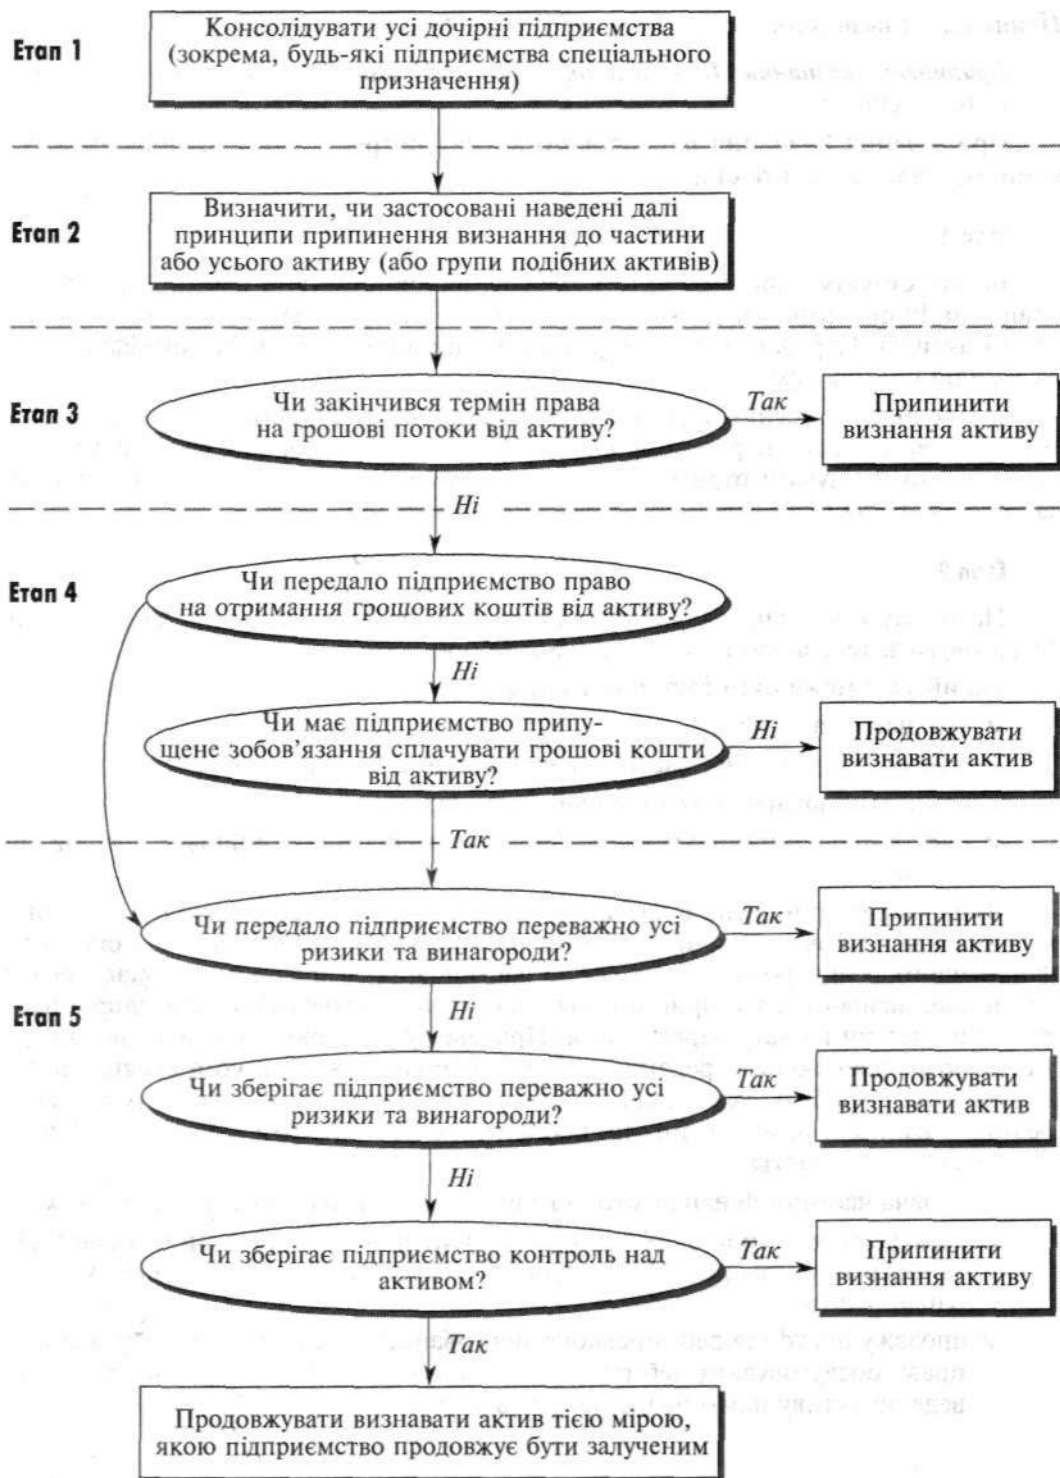 Етап 1
Консолідувати усі дочірні підприємства
(зокрема, будь-які підприємства спеціального
призначення)
Етап 2
Визначити, чи застосовані наведені далі
принципи припинення визнання до частини
або усього активу (або групи подібних активів)
Етап 3
Чи закінчився термін права
на грошові потоки від активу?
Так
Припинити
визнання активу
Ні
Етап 4
Чи передало підприємство право
на отримання грошових коштів від активу?
Ні
Чи має підприємство припу-
щене зобов'язання сплачувати грошові кошти
від активу?
Ні
Продовжувати
визнавати актив
Так
Чи передало підприємство переважно усі
ризики та винагороди?
Так
Припинити
визнання активу
Ні
Етап 5
Чи зберігає підприємство переважно усі
ризики та винагороди?
Так
Продовжувати
визнавати актив
Ні
Чи зберігає підприємство контроль над
активом?
Так
Припинити
визнання активу
Так
Продовжувати визнавати актив тією мірою,
якою підприємство продовжує бути залученим